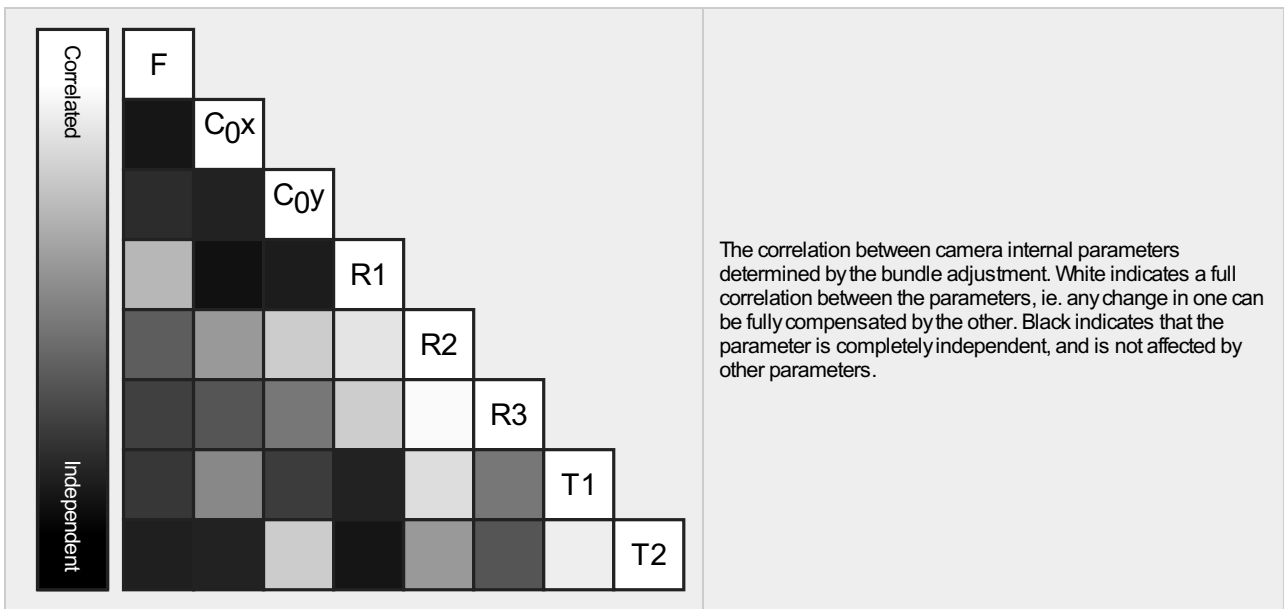 Correlated
Independent
F
C0x
C0y
R1
R2
R3
T1
T2
The correlation between camera internal parameters
determined by the bundle adjustment. White indicates a full
correlation between the parameters, ie. any change in one can
be fully compensated by the other. Black indicates that the
parameter is completely independent, and is not affected by
other parameters.